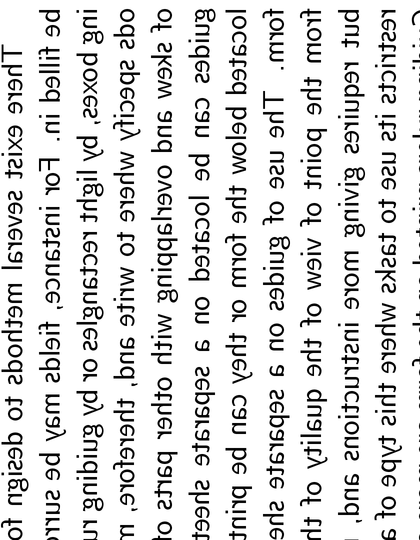 There exist several methods to design fo
be filled in. For instance, fields may be surro
ing boxes, by light rectangles or by guiding ru
ods specify where to write and, therefore, m
of skew and overlapping with other parts of
guides can be located on a separate sheet
located below the form or they can be print
form. The use of guides on a separate she
from the point of view of the quality of th
but requires giving more instructions and,
restricts its use to tasks where this type of a